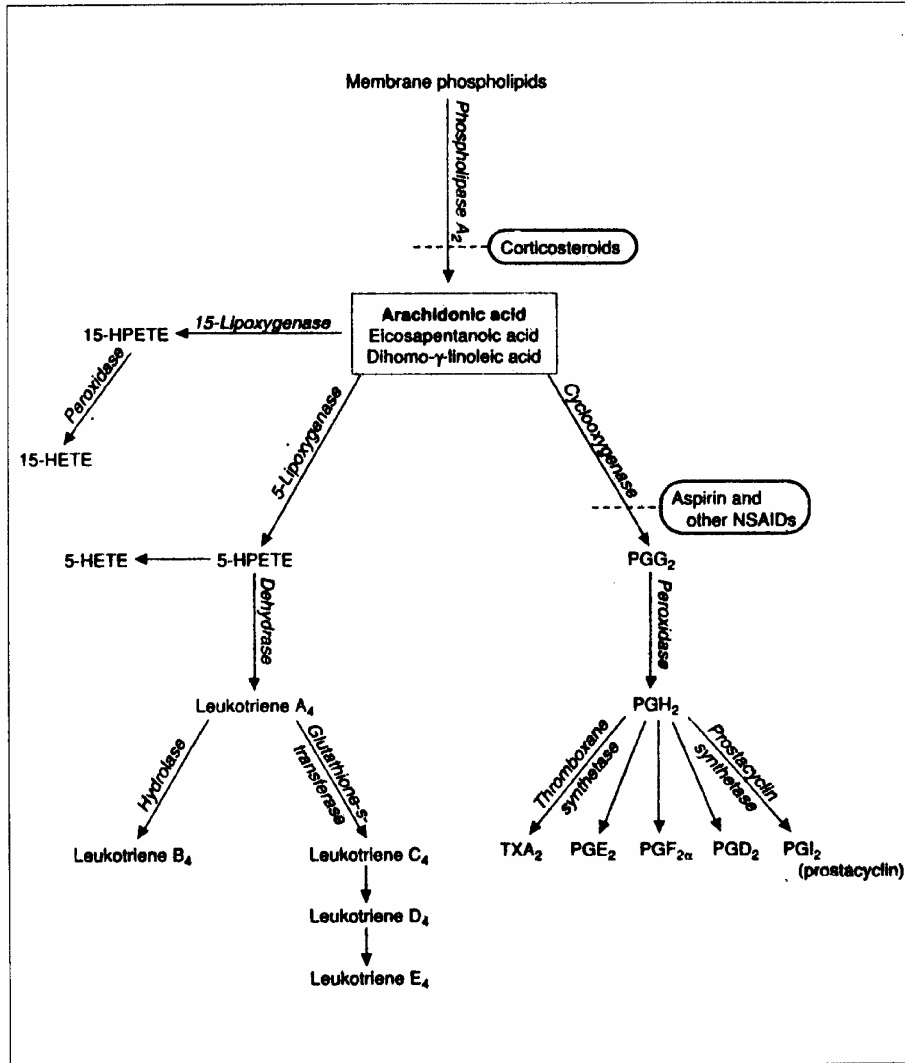 Membrane phospholipids
Phospholipase A₂
Corticosteroids
Arachidonic acid
Eicosapentanoic acid
Dihomo-γ-linoleic acid
15-Lipoxygenase
15-HPETE
Peroxidase
15-HETE
5-Lipoxygenase
Cyclooxygenase
Aspirin and
other NSAIDs
5-HETE
5-HPETE
PGG₂
Dehydrase
Peroxidase
Leukotriene A₄
PGH₂
Hydrolase
Glutathione-s-
transferase
Thromboxane
synthetase
Prostacyclin
synthetase
Leukotriene B₄
Leukotriene C₄
TXA₂
PGE₂
PGF₂α
PGD₂
PGI₂
(prostacyclin)
Leukotriene D₄
Leukotriene E₄